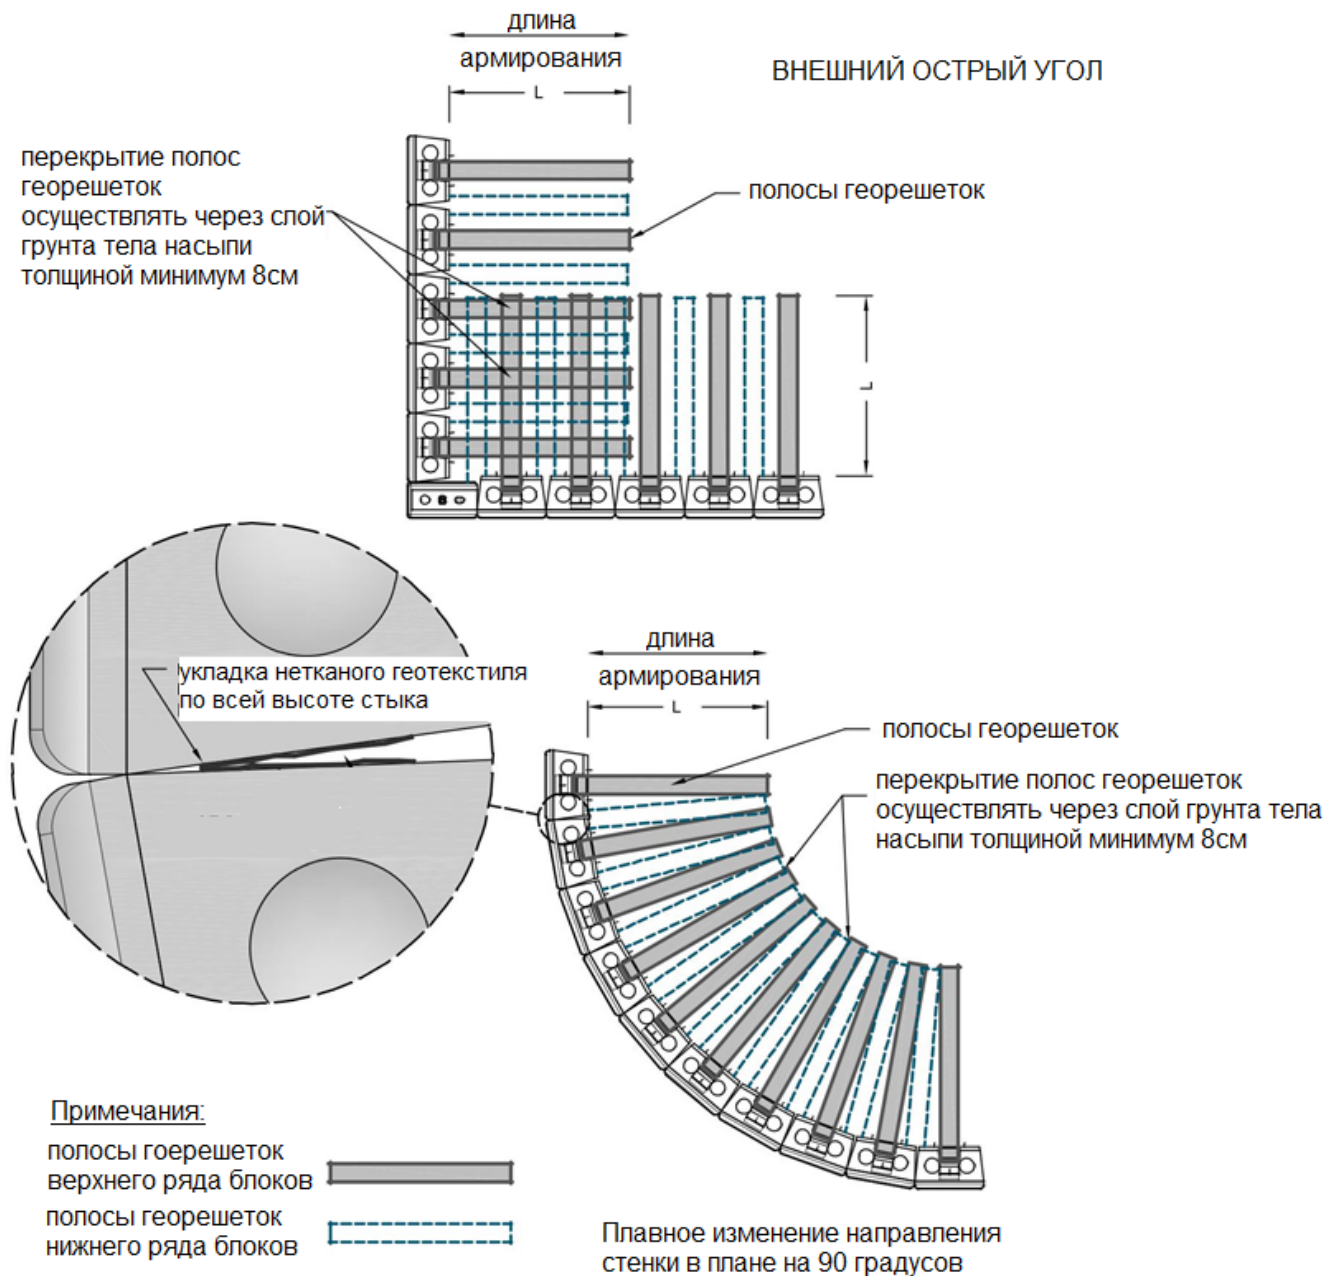 длина
армирования
L
ВНЕШНИЙ ОСТРЫЙ УГОЛ
перекрытие полос
георешеток
осуществлять через слой
грунта тела насыпи
толщиной минимум 8см
полосы георешеток
L
укладка нетканого геотекстиля
по всей высоте стыка
длина
армирования
L
полосы георешеток
перекрытие полос георешеток
осуществлять через слой грунта тела
насыпи толщиной минимум 8см
Примечания:
полосы гоерешеток
верхнего ряда блоков
полосы георешеток
нижнего ряда блоков
Плавное изменение направления
стенки в плане на 90 градусов